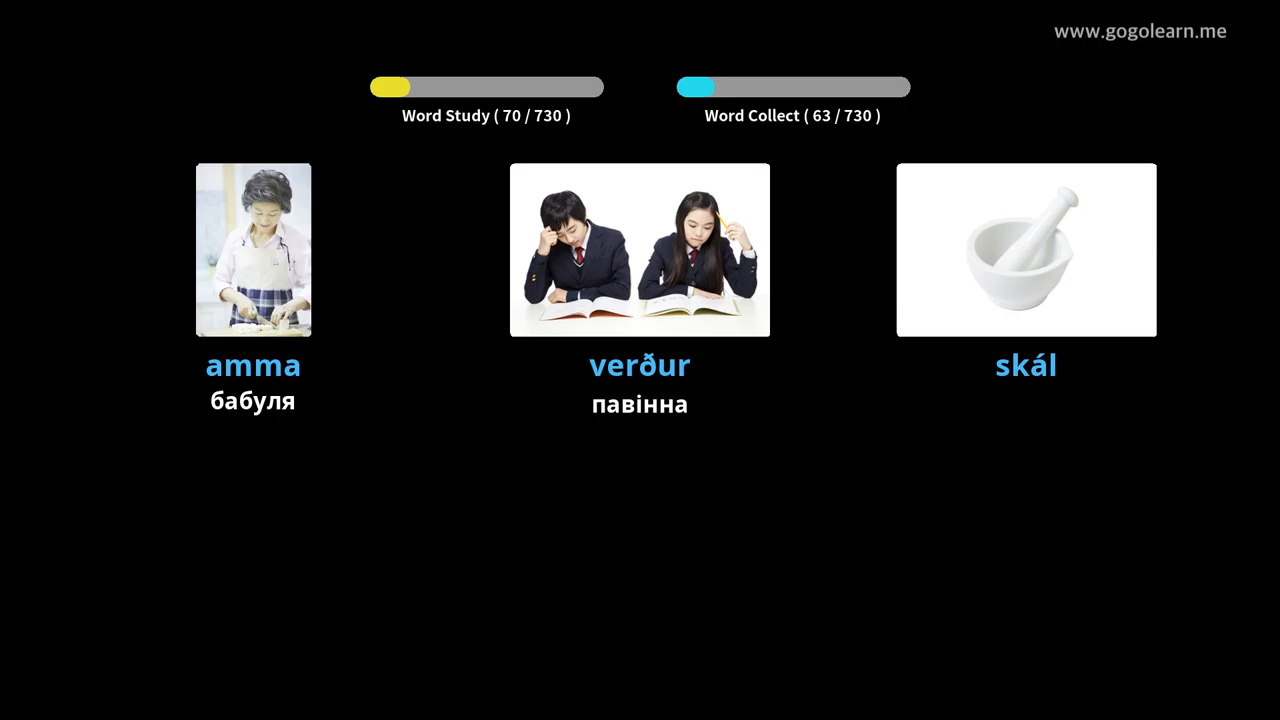 www.gogolearn.me
Word Study ( 70 / 730 )
Word Collect ( 63 / 730 )
amma
бабуля
verður
павінна
skál